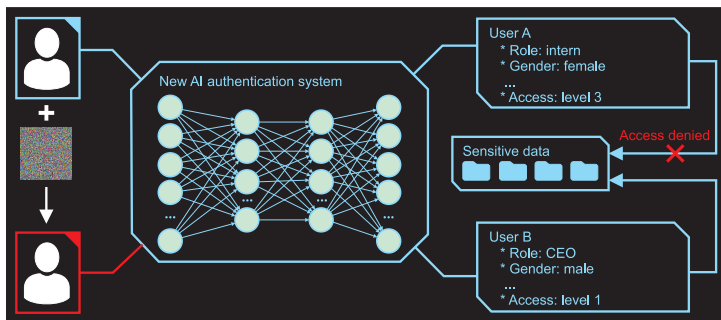 New AI authentication system
...
...
...
...
User A
* Role: intern
* Gender: female
...
* Access: level 3
Access denied
Sensitive data
User B
* Role: CEO
* Gender: male
...
* Access: level 1